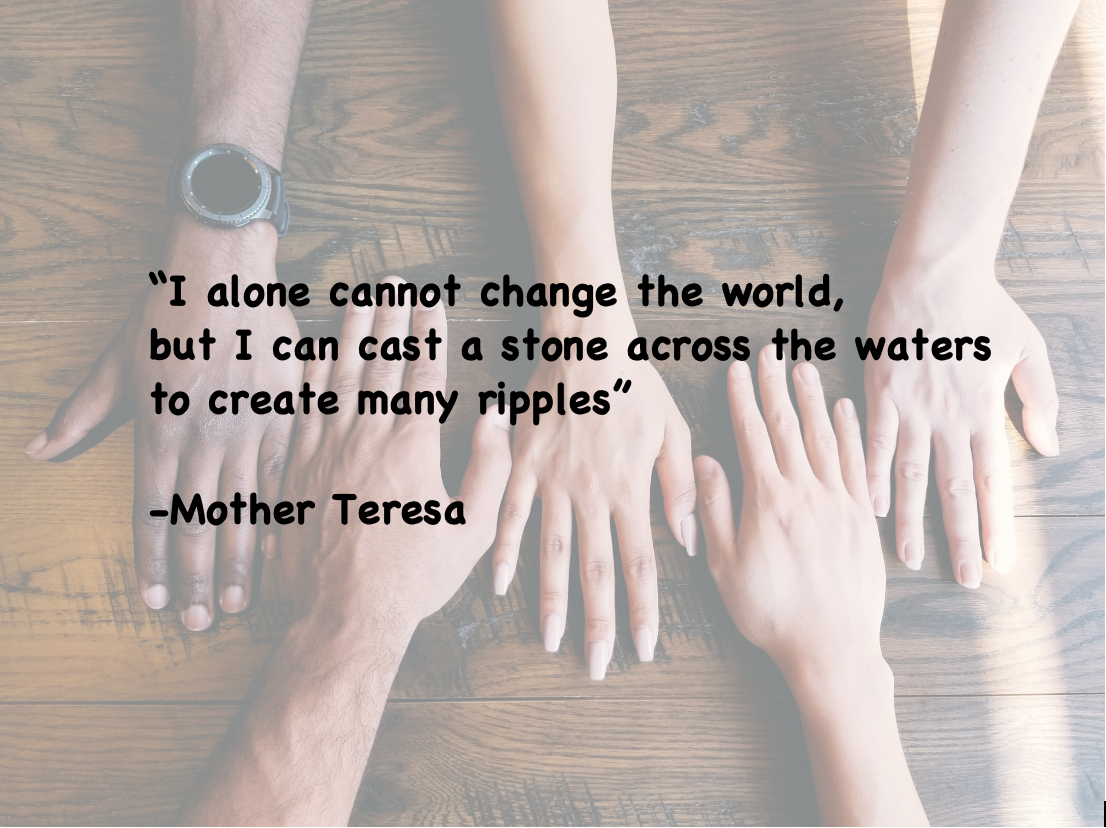 “I alone cannot change the world,
but I can cast a stone across the waters
to create many ripples”
-Mother Teresa